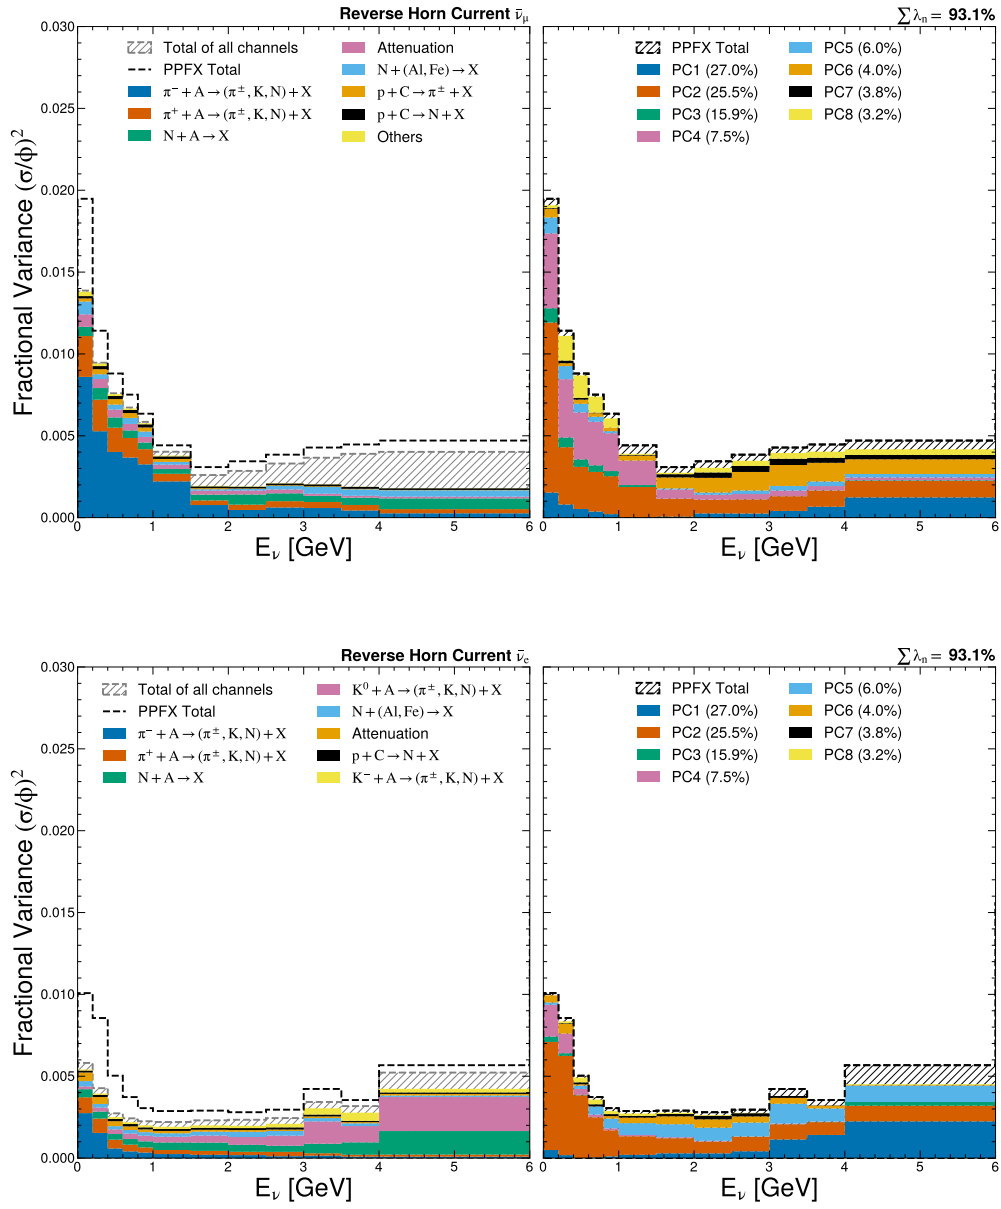 Reverse Horn Current ν̄μ
Fractional Variance (σ/ϕ)²
0.030
0.025
0.020
0.015
0.010
0.005
0.000
Total of all channels
PPFX Total
π⁻ + A → (π±, K, N) + X
π⁺ + A → (π±, K, N) + X
N + A → X
Attenuation
N + (Al, Fe) → X
p + C → π± + X
p + C → N + X
Others
0 1 2 3 4 5 6
Eν [GeV]
∑ λn = 93.1%
PPFX Total
PC1 (27.0%)
PC2 (25.5%)
PC3 (15.9%)
PC4 (7.5%)
PC5 (6.0%)
PC6 (4.0%)
PC7 (3.8%)
PC8 (3.2%)
0 1 2 3 4 5 6
Eν [GeV]
Reverse Horn Current ν̄e
Fractional Variance (σ/ϕ)²
0.030
0.025
0.020
0.015
0.010
0.005
0.000
Total of all channels
PPFX Total
π⁻ + A → (π±, K, N) + X
π⁺ + A → (π±, K, N) + X
N + A → X
K⁰ + A → (π±, K, N) + X
N + (Al, Fe) → X
Attenuation
p + C → N + X
K⁻ + A → (π±, K, N) + X
0 1 2 3 4 5 6
Eν [GeV]
∑ λn = 93.1%
PPFX Total
PC1 (27.0%)
PC2 (25.5%)
PC3 (15.9%)
PC4 (7.5%)
PC5 (6.0%)
PC6 (4.0%)
PC7 (3.8%)
PC8 (3.2%)
0 1 2 3 4 5 6
Eν [GeV]